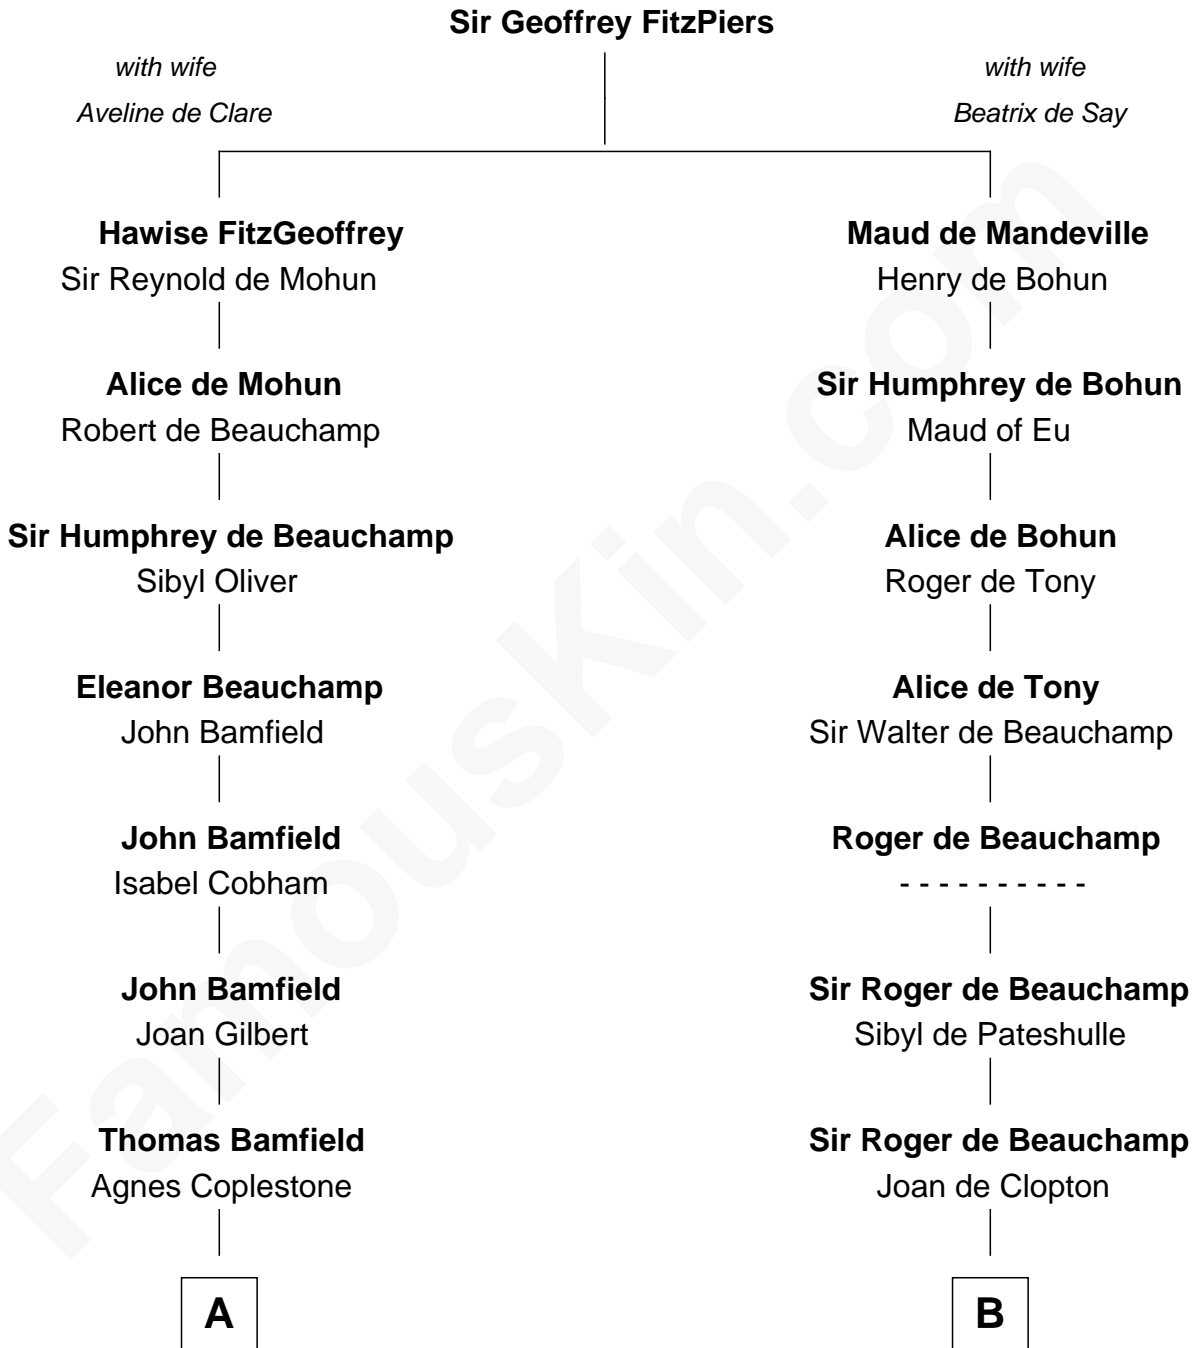 Sir Geoffrey FitzPiers
with wife
Aveline de Clare
with wife
Beatrix de Say
Hawise FitzGeoffrey
Sir Reynold de Mohun
Maud de Mandeville
Henry de Bohun
Alice de Mohun
Robert de Beauchamp
Sir Humphrey de Bohun
Maud of Eu
Sir Humphrey de Beauchamp
Sibyl Oliver
Alice de Bohun
Roger de Tony
Eleanor Beauchamp
John Bamfield
Alice de Tony
Sir Walter de Beauchamp
John Bamfield
Isabel Cobham
Roger de Beauchamp
- - - - - - - - - -
John Bamfield
Joan Gilbert
Sir Roger de Beauchamp
Sibyl de Pateshulle
Thomas Bamfield
Agnes Coplestone
Sir Roger de Beauchamp
Joan de Clopton
A
B
FamousKin.com